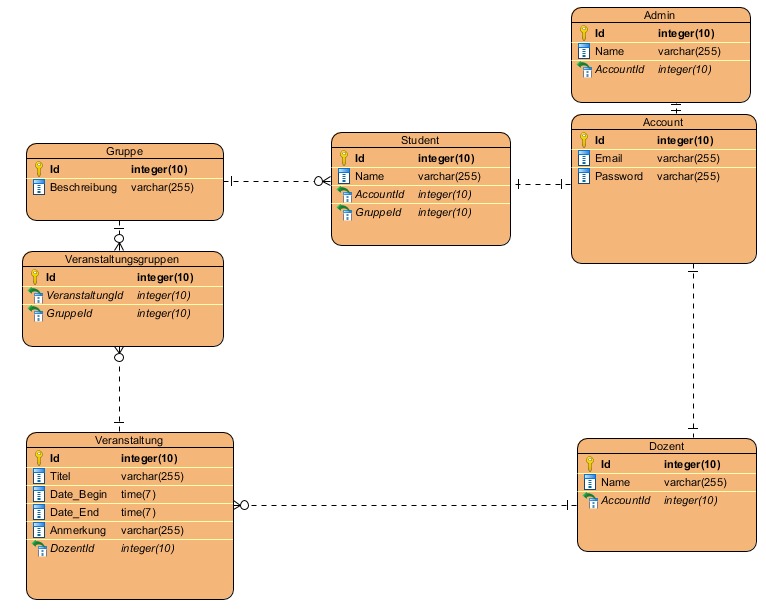 Admin
Id integer(10)
Name varchar(255)
AccountId integer(10)
Account
Id integer(10)
Email varchar(255)
Password varchar(255)
Student
Id integer(10)
Name varchar(255)
AccountId integer(10)
GruppeId integer(10)
Gruppe
Id integer(10)
Beschreibung varchar(255)
Veranstaltungsgruppen
Id integer(10)
VeranstaltungId integer(10)
GruppeId integer(10)
Veranstaltung
Id integer(10)
Titel varchar(255)
Date_Begin time(7)
Date_End time(7)
Anmerkung varchar(255)
DozentId integer(10)
Dozent
Id integer(10)
Name varchar(255)
AccountId integer(10)